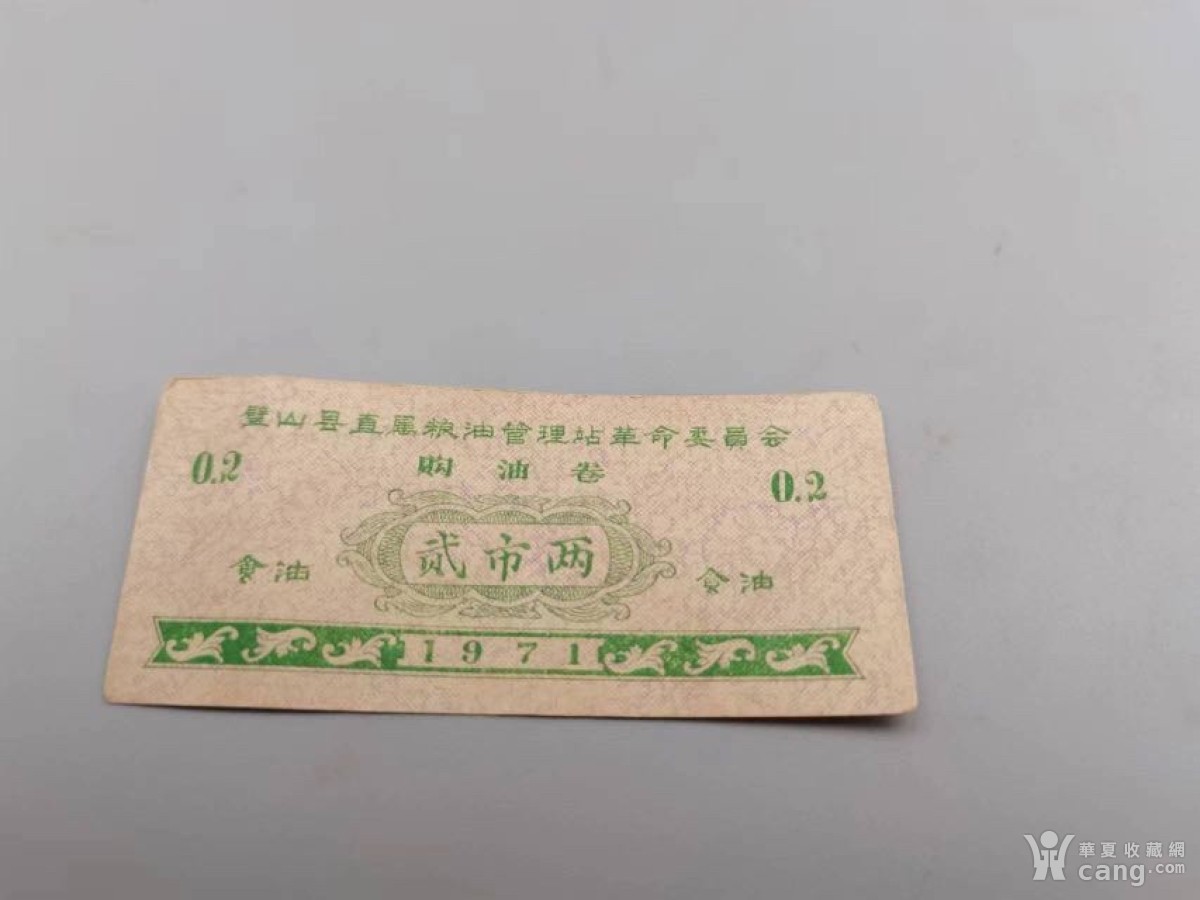 璧山县直属粮油管理站革命委員会
0.2 购油卷 0.2
贰市两
食油 食油
1971
華夏收藏網
cang.com